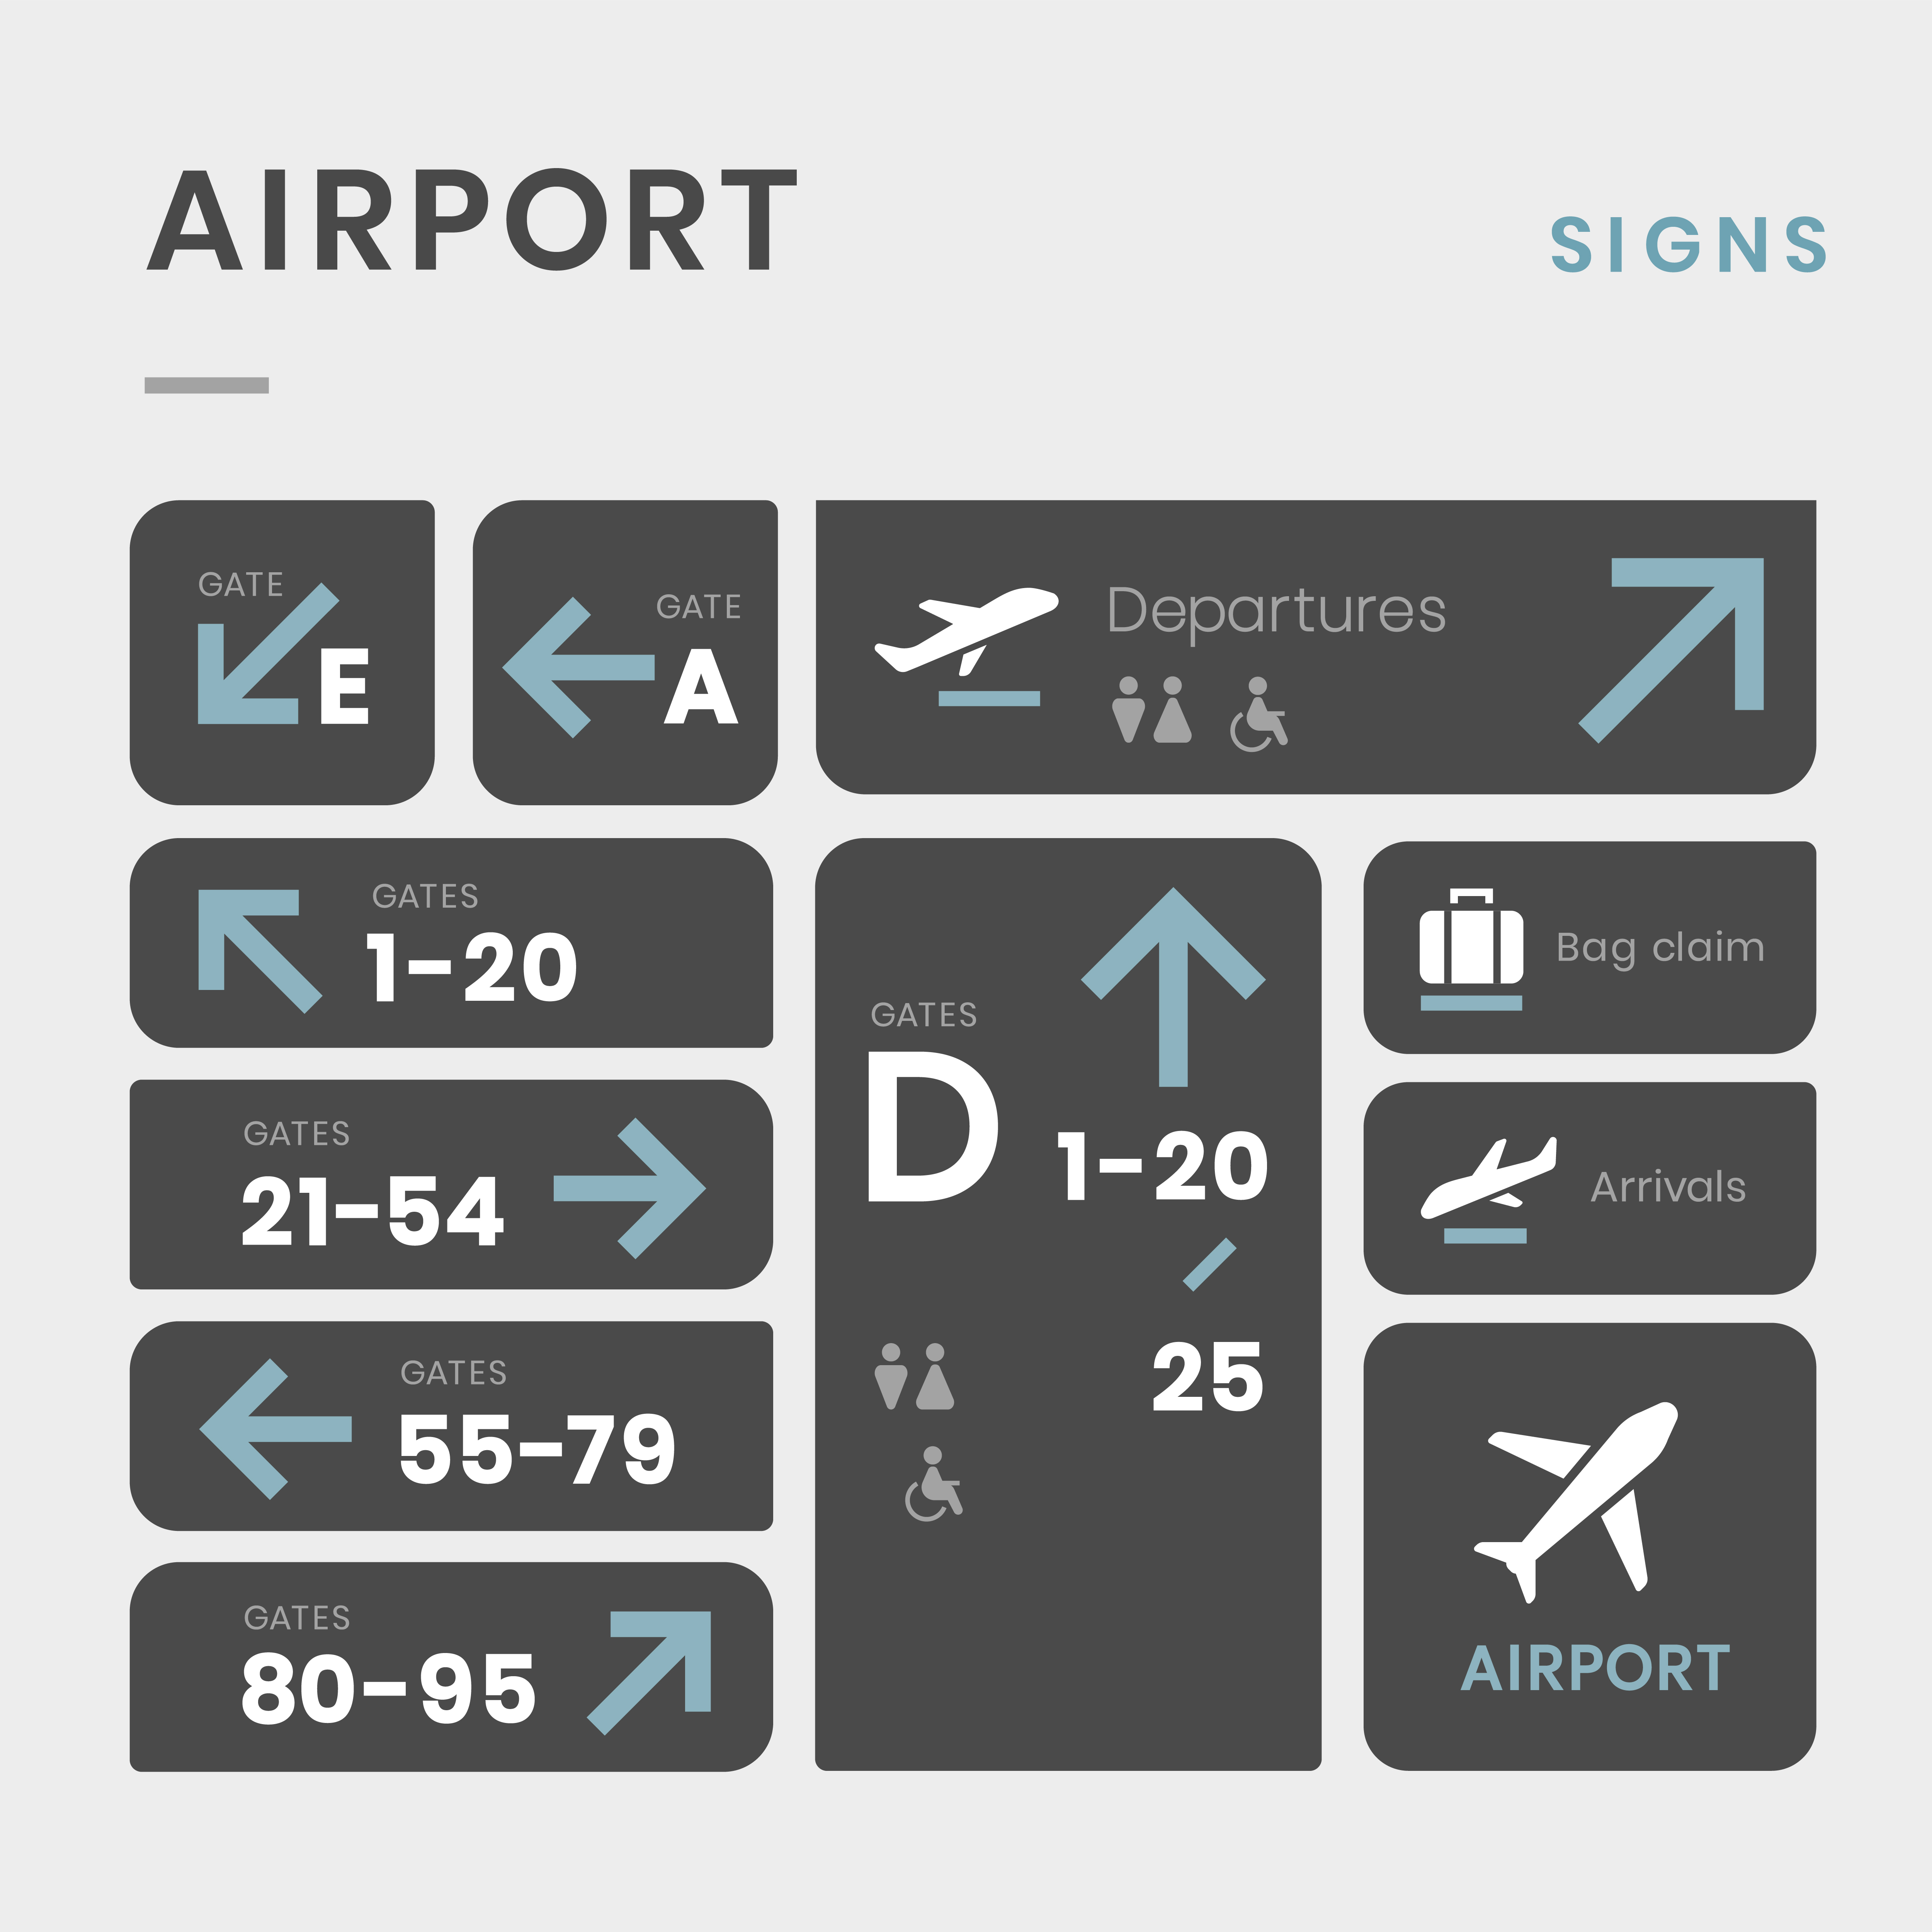 AIRPORT
SIGNS
GATE
E
GATE
A
Departures
GATES
1–20
GATES
21–54
GATES
55–79
GATES
80–95
GATES
D
1–20
/
25
Bag claim
Arrivals
AIRPORT